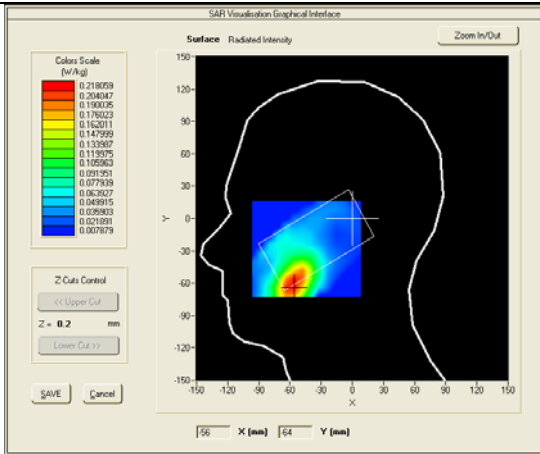 SAR Visualisation Graphical Interface
Surface Radiated Intensity
Zoom In/Out
Colors Scale
(W/kg)
0.218059
0.204047
0.190035
0.176023
0.162011
0.147999
0.133987
0.119975
0.105963
0.091951
0.077939
0.063927
0.049915
0.035903
0.021891
0.007879
Z Cuts Control
<< Upper Cut
Z = 0.2 mm
Lower Cut >>
SAVE Cancel
150
120
90
60
30
0
-30
-60
-90
-120
-150
Y
-150 -120 -90 -60 -30 0 30 60 90 120 150
X
-56 X (mm) -64 Y (mm)